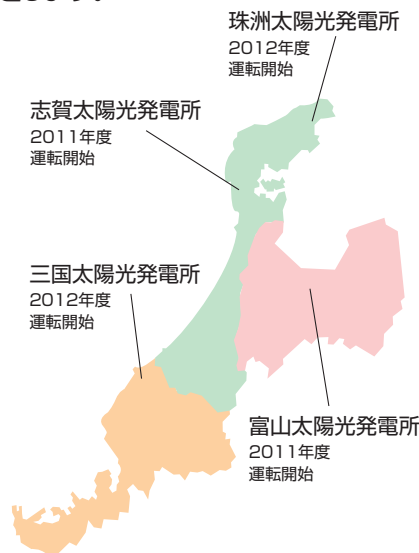 珠洲太陽光発電所
2012年度
運転開始
志賀太陽光発電所
2011年度
運転開始
三国太陽光発電所
2012年度
運転開始
富山太陽光発電所
2011年度
運転開始